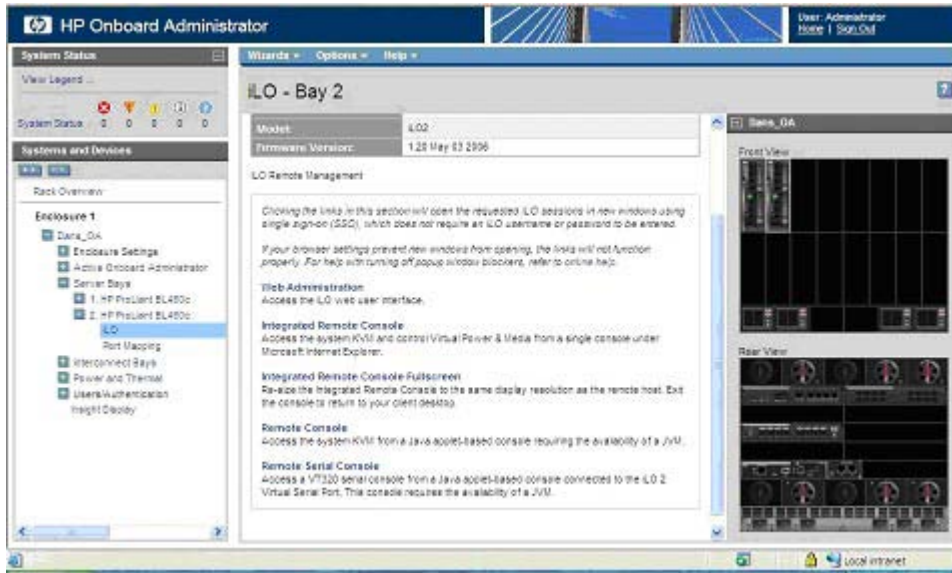 HP Onboard Administrator
User: Administrator
Home | Sign Out
System Status
View Legend ...
System Status 0 0 0 0 0
Systems and Devices
Rack Overview
Enclosure 1
Dans_OA
Enclosure Settings
Active Onboard Administrator
Server Bays
1. HP ProLiant BL460c
2. HP ProLiant BL460c
iLO
Port Mapping
Interconnect Bays
Power and Thermal
Users/Authentication
Insight Display
Wizards Options Help
iLO - Bay 2
Model: iLO2
Firmware Version: 1.20 May 03 2006
iLO Remote Management
Clicking the links in this section will open the requested iLO sessions in new windows using
single sign-on (SSO), which does not require an iLO username or password to be entered.
If your browser settings prevent new windows from opening, the links will not function
properly. For help with turning off popup window blockers, refer to online help.
Web Administration
Access the iLO web user interface.
Integrated Remote Console
Access the system KVM and control Virtual Power & Media from a single console under
Microsoft Internet Explorer.
Integrated Remote Console Fullscreen
Re-size the Integrated Remote Console to the same display resolution as the remote host. Exit
the console to return to your client desktop.
Remote Console
Access the system KVM from a Java applet-based console requiring the availability of a JVM.
Remote Serial Console
Access a VT320 serial console from a Java applet-based console connected to the iLO 2
Virtual Serial Port. This console requires the availability of a JVM.
Dans_OA
Front View
Rear View
Local intranet